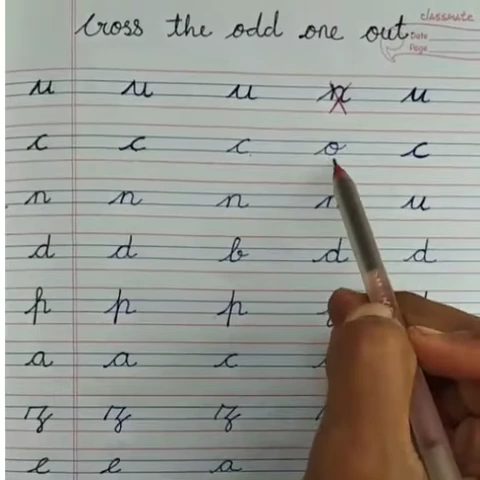 Cross the odd one out
classmate
Date
Page
u u u n u
c c c o c
n n n n u
d d b d d
p p p
a a c
z z z
e e a